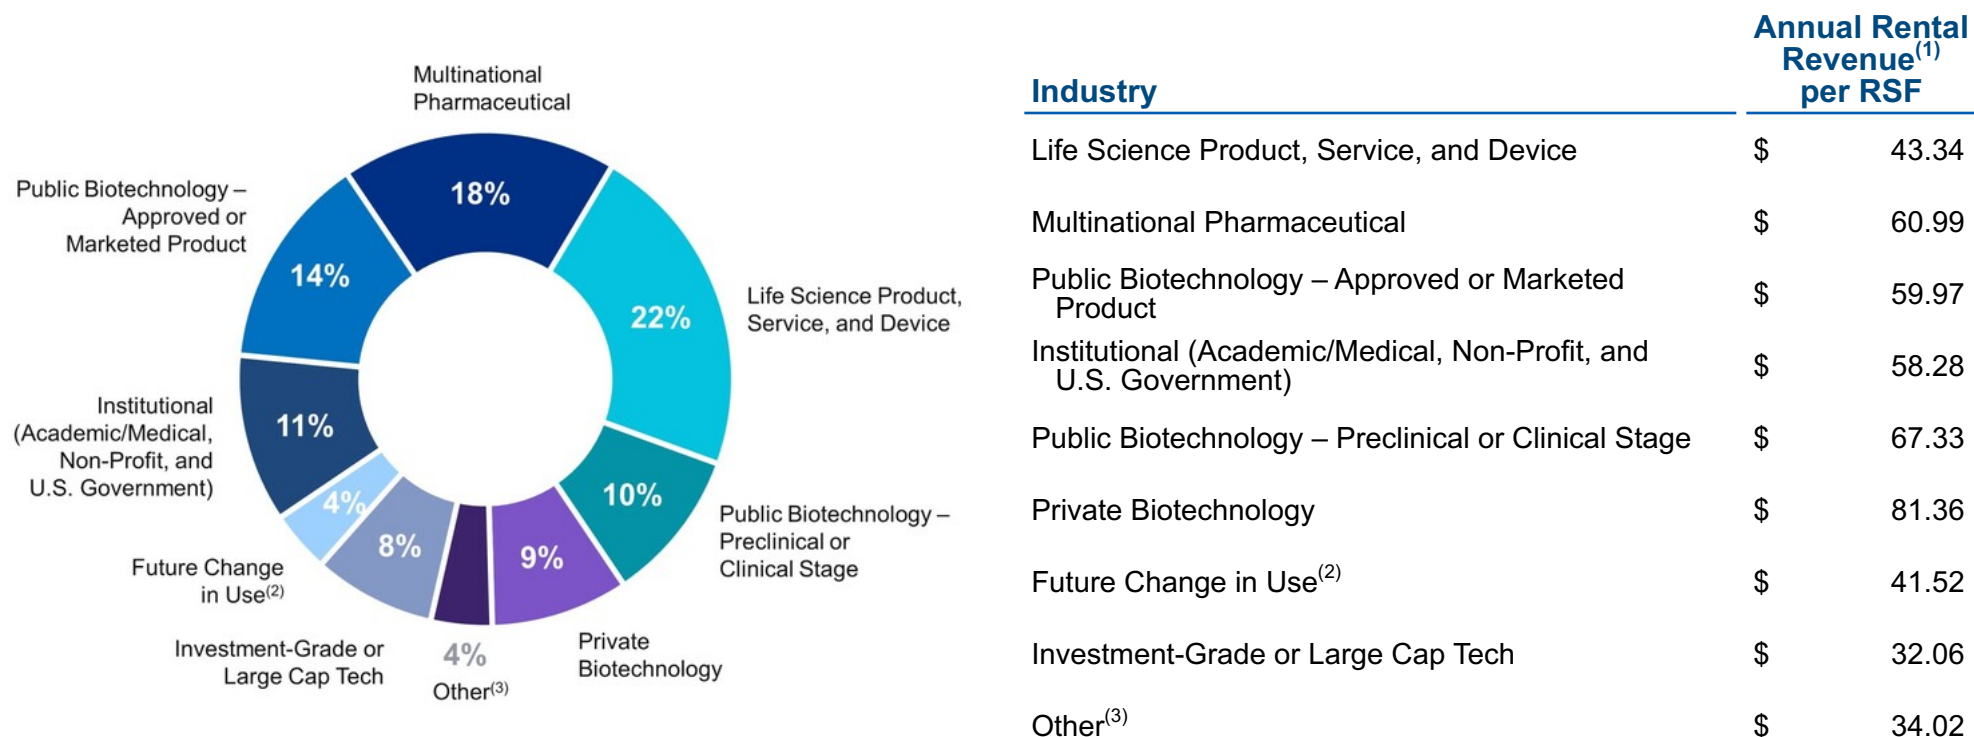 Multinational
Pharmaceutical
18%
Public Biotechnology –
Approved or
Marketed Product
14%
Life Science Product,
Service, and Device
22%
Institutional
(Academic/Medical,
Non-Profit, and
U.S. Government)
11%
4%
Future Change
in Use(2)
8%
Investment-Grade or
Large Cap Tech
4%
Other(3)
9%
Private
Biotechnology
10%
Public Biotechnology –
Preclinical or
Clinical Stage
Annual Rental
Revenue(1)
Industry per RSF
Life Science Product, Service, and Device $ 43.34
Multinational Pharmaceutical $ 60.99
Public Biotechnology – Approved or Marketed
Product $ 59.97
Institutional (Academic/Medical, Non-Profit, and
U.S. Government) $ 58.28
Public Biotechnology – Preclinical or Clinical Stage $ 67.33
Private Biotechnology $ 81.36
Future Change in Use(2) $ 41.52
Investment-Grade or Large Cap Tech $ 32.06
Other(3) $ 34.02